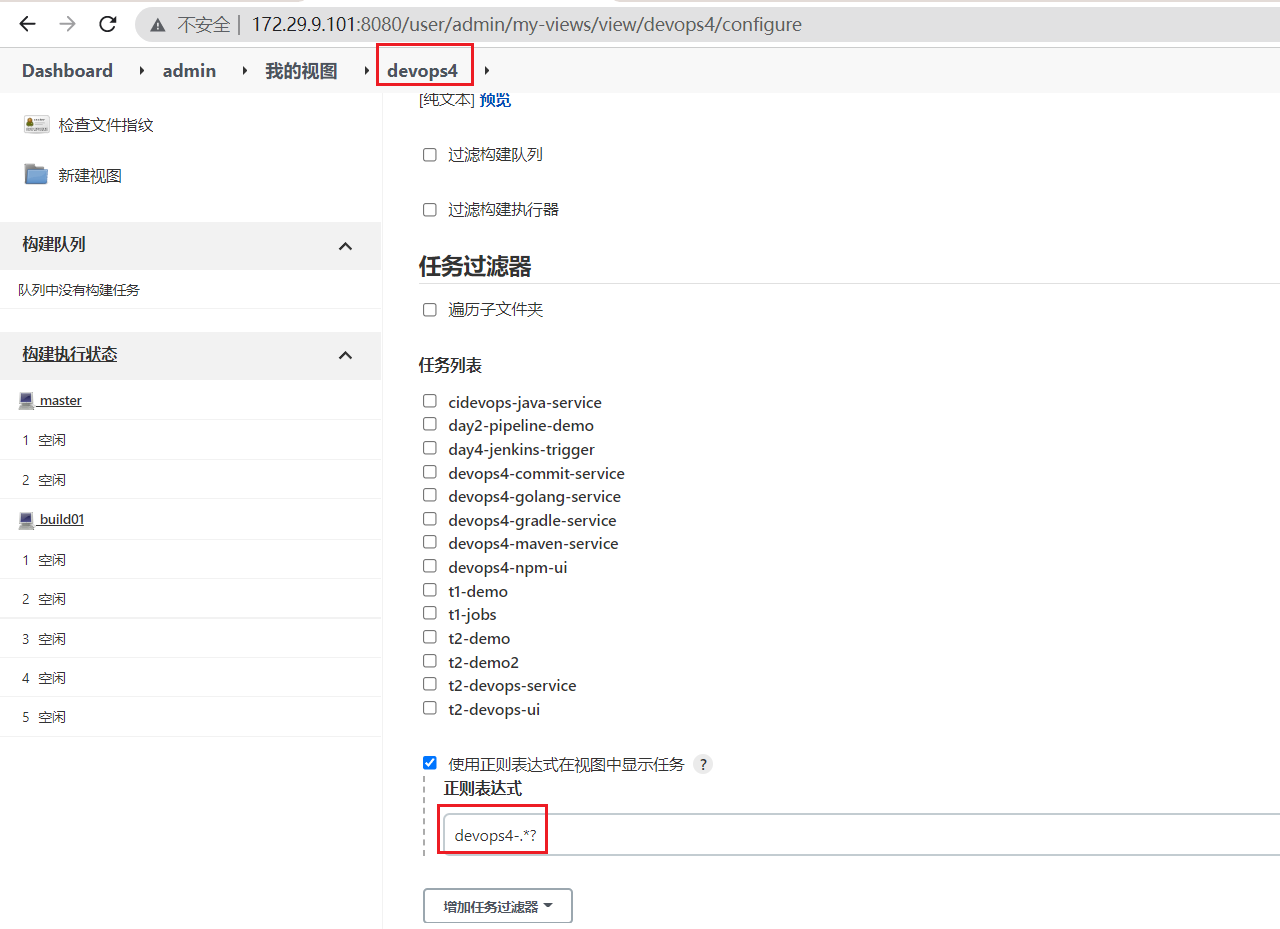 不安全 | 172.29.9.101:8080/user/admin/my-views/view/devops4/configure
Dashboard admin 我的视图 devops4
检查文件指纹
新建视图
构建队列
队列中没有构建任务
构建执行状态
master
1 空闲
2 空闲
build01
1 空闲
2 空闲
3 空闲
4 空闲
5 空闲
[纯文本] 预览
过滤构建队列
过滤构建执行器
任务过滤器
遍历子文件夹
任务列表
cidevops-java-service
day2-pipeline-demo
day4-jenkins-trigger
devops4-commit-service
devops4-golang-service
devops4-gradle-service
devops4-maven-service
devops4-npm-ui
t1-demo
t1-jobs
t2-demo
t2-demo2
t2-devops-service
t2-devops-ui
使用正则表达式在视图中显示任务 ?
正则表达式
devops4-.*?
增加任务过滤器